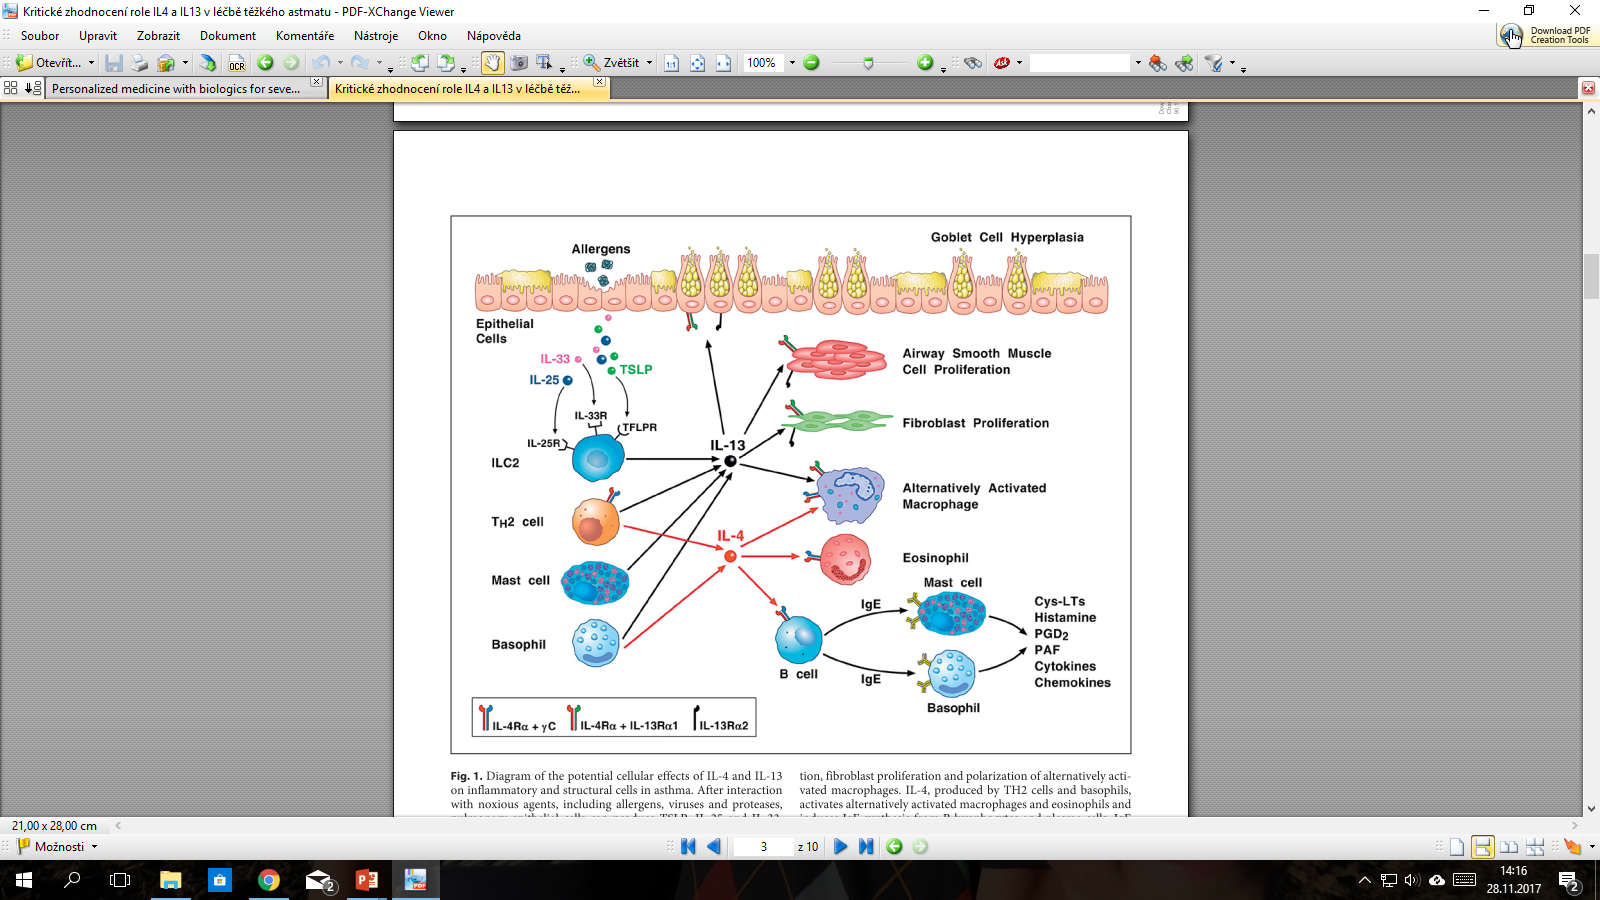 Kritické zhodnocení role IL4 a IL13 v léčbě těžkého astmatu - PDF-XChange Viewer
Soubor Upravit Zobrazit Dokument Komentáře Nástroje Okno Nápověda
Download PDF
Creation Tools
Otevřít... OCR Zvětšit 1:1 100% Ask
Personalized medicine with biologics for seve...
Kritické zhodnocení role IL4 a IL13 v léčbě těž...
Allergens
Goblet Cell Hyperplasia
Epithelial
Cells
IL-33
TSLP
IL-25
IL-33R
TFLPR
IL-25R
ILC2
IL-13
Airway Smooth Muscle
Cell Proliferation
Fibroblast Proliferation
Alternatively Activated
Macrophage
TH2 cell
IL-4
Eosinophil
Mast cell
Basophil
B cell
IgE
IgE
Mast cell
Basophil
Cys-LTs
Histamine
PGD2
PAF
Cytokines
Chemokines
IL-4Rα + γC IL-4Rα + IL-13Rα1 IL-13Rα2
Fig. 1. Diagram of the potential cellular effects of IL-4 and IL-13
on inflammatory and structural cells in asthma. After interaction
with noxious agents, including allergens, viruses and proteases,
tion, fibroblast proliferation and polarization of alternatively acti-
vated macrophages. IL-4, produced by TH2 cells and basophils,
activates alternatively activated macrophages and eosinophils and
21,00 x 28,00 cm
Možnosti
3 z 10
2
14:16
28.11.2017
2